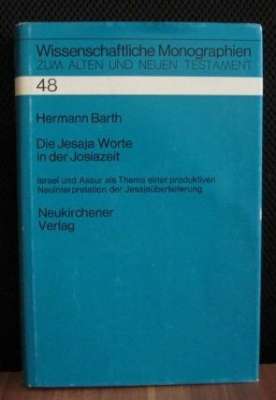 Wissenschaftliche Monographien
ZUM ALTEN UND NEUEN TESTAMENT
48
Hermann Barth
Die Jesaja Worte
in der Josiazeit
Israel und Assur als Thema einer produktiven
Neuinterpretation der Jesajaüberlieferung
Neukirchener
Verlag